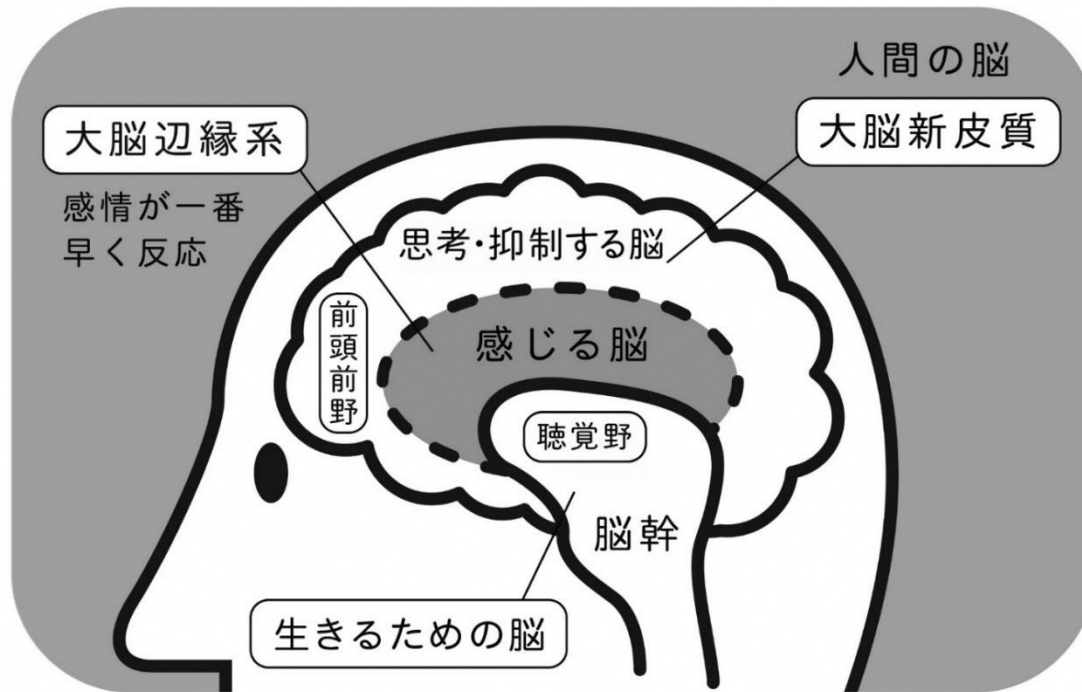 人間の脳
大脳新皮質
大脳辺縁系
感情が一番
早く反応
思考・抑制する脳
前頭前野
感じる脳
聴覚野
脳幹
生きるための脳